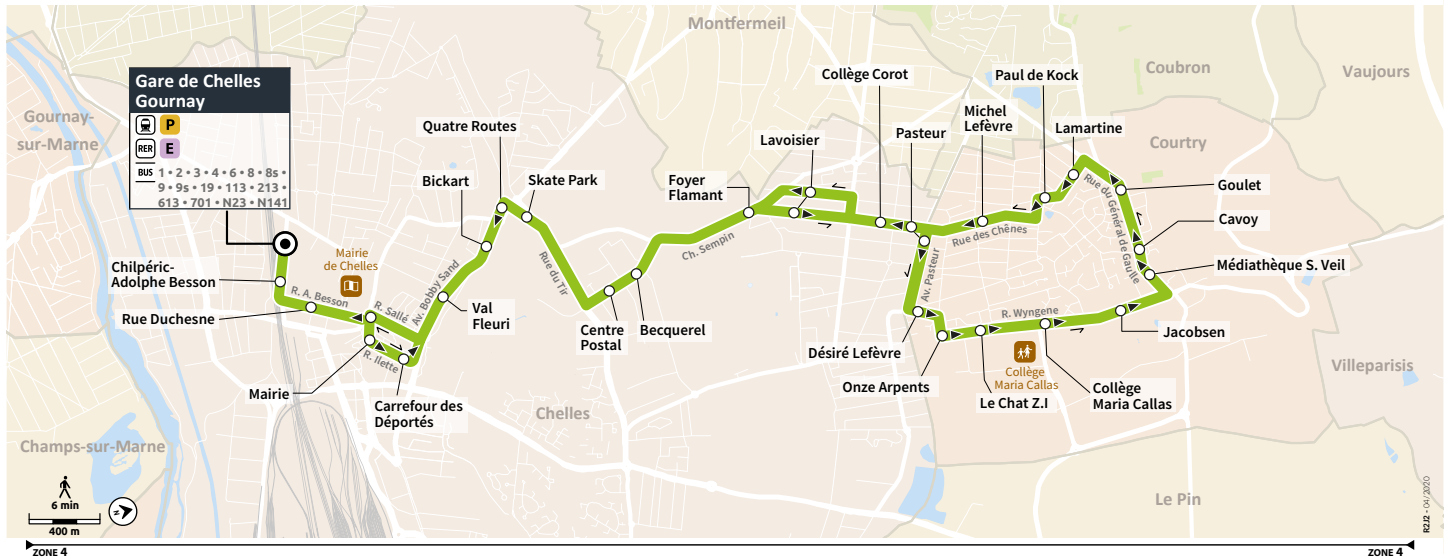 Montfermeil
Coubron
Vaujours
Gare de Chelles
Gournay
P
RER E
BUS 1 • 2 • 3 • 4 • 6 • 8 • 8s •
9 • 9s • 19 • 113 • 213 •
613 • 701 • N23 • N141
Gournay-
sur-Marne
Collège Corot
Paul de Kock
Michel
Lefèvre
Pasteur
Lamartine
Courtry
Quatre Routes
Lavoisier
Bickart
Skate Park
Foyer
Flamant
Goulet
Cavoy
Médiathèque S. Veil
Rue du Général de Gaulle
Rue des Chênes
Ch. Sempin
Av. Pasteur
Rue du Tir
Av. Bobby Sand
Mairie
de Chelles
Chilpéric-
Adolphe Besson
R. A. Besson
R. Sallé
Rue Duchesne
R. Ilette
Val
Fleuri
Centre
Postal
Becquerel
R. Wyngene
Jacobsen
Désiré Lefèvre
Onze Arpents
Collège
Maria Callas
Le Chat Z.I
Collège
Maria Callas
Villeparisis
Mairie
Carrefour des
Déportés
Chelles
Champs-sur-Marne
Le Pin
6 min
400 m
N
R2J2 - 04/2020
ZONE 4
ZONE 4